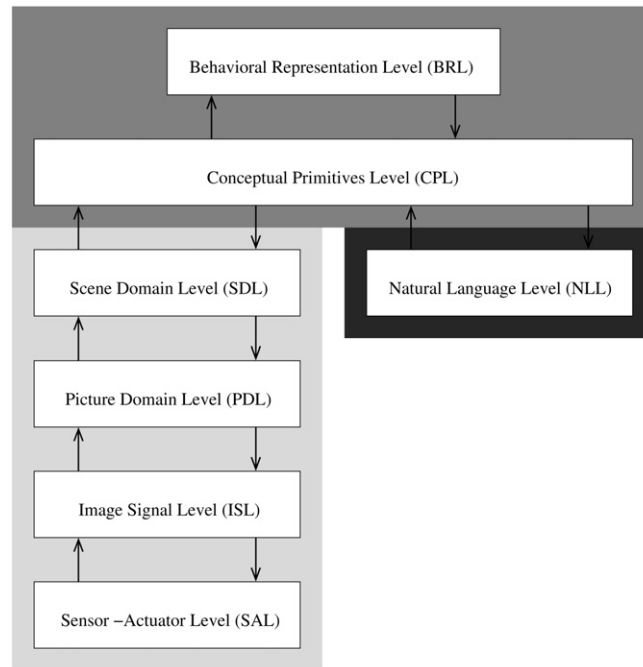 Behavioral Representation Level (BRL)
Conceptual Primitives Level (CPL)
Scene Domain Level (SDL)
Natural Language Level (NLL)
Picture Domain Level (PDL)
Image Signal Level (ISL)
Sensor −Actuator Level (SAL)